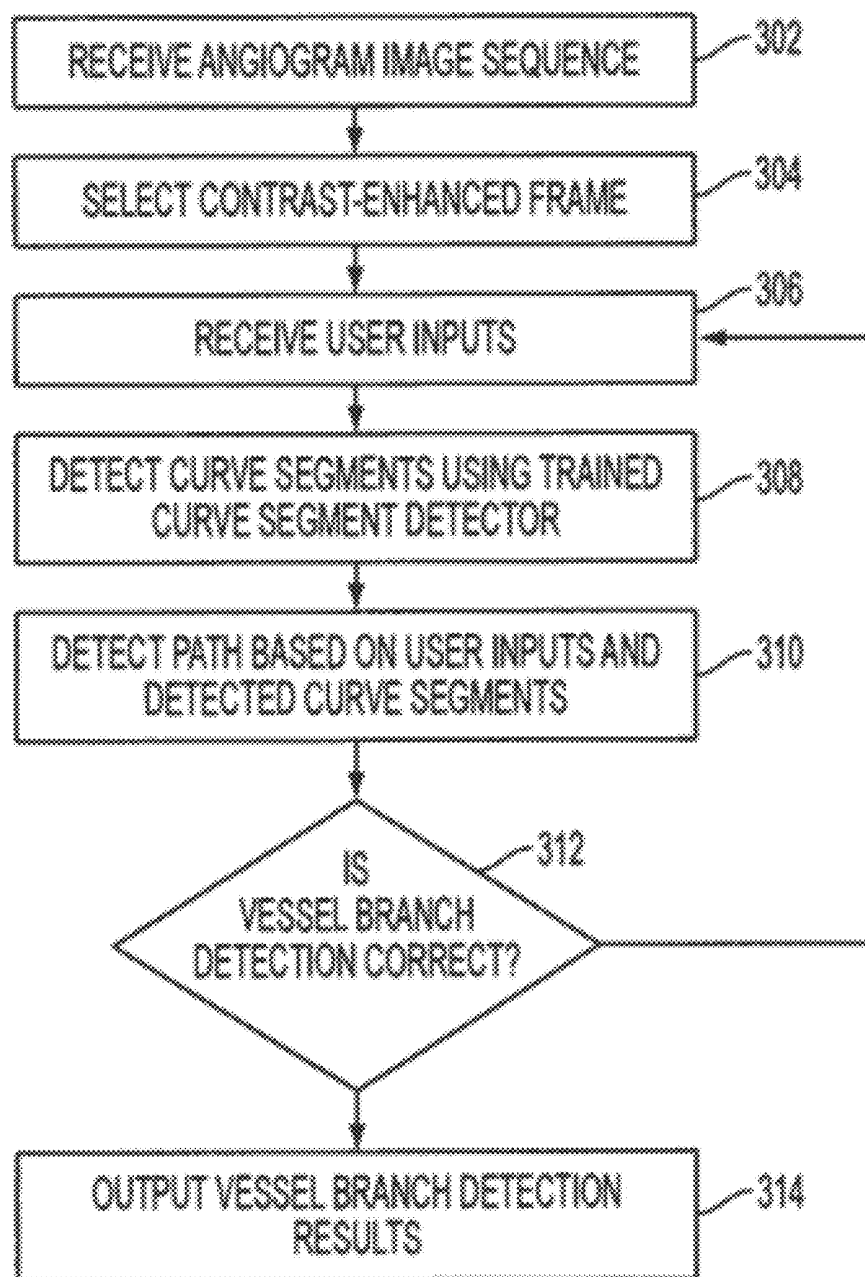 RECEIVE ANGIOGRAM IMAGE SEQUENCE
302
SELECT CONTRAST-ENHANCED FRAME
304
RECEIVE USER INPUTS
306
DETECT CURVE SEGMENTS USING TRAINED
CURVE SEGMENT DETECTOR
308
DETECT PATH BASED ON USER INPUTS AND
DETECTED CURVE SEGMENTS
310
IS
VESSEL BRANCH
DETECTION CORRECT?
312
OUTPUT VESSEL BRANCH DETECTION
RESULTS
314